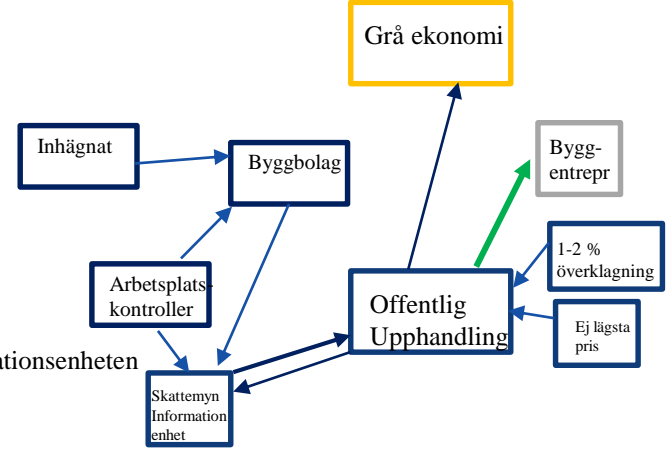 Grå ekonomi
Inhägnat
Byggbolag
Bygg-
entrepr
1-2 %
överklagning
Arbetsplats-
kontroller
Offentlig
Upphandling
Ej lägsta
pris
ationsenheten
Skattemyn
Information
enhet